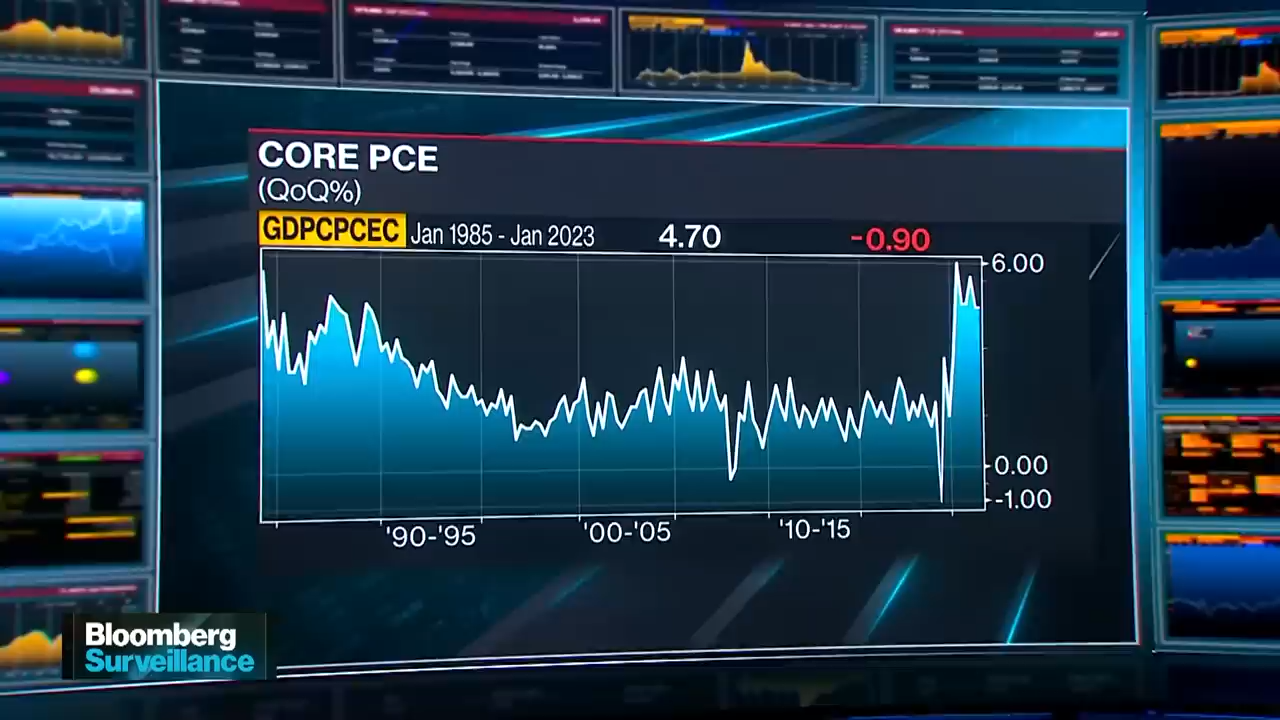 CORE PCE
(QoQ%)
GDPCPCEC Jan 1985 - Jan 2023 4.70 -0.90
6.00
0.00
-1.00
'90-'95 '00-'05 '10-'15
Bloomberg
Surveillance